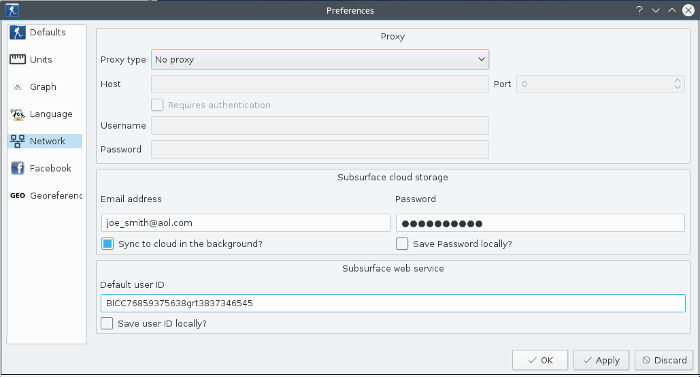 Preferences
Defaults
Units
Graph
Language
Network
Facebook
GEO Georeferenc
Proxy
Proxy type No proxy
Host Port 0
Requires authentication
Username
Password
Subsurface cloud storage
Email address Password
joe_smith@aol.com ●●●●●●●●●●
Sync to cloud in the background? Save Password locally?
Subsurface web service
Default user ID
BICC76859375638grt3837346545
Save user ID locally?
OK Apply Discard